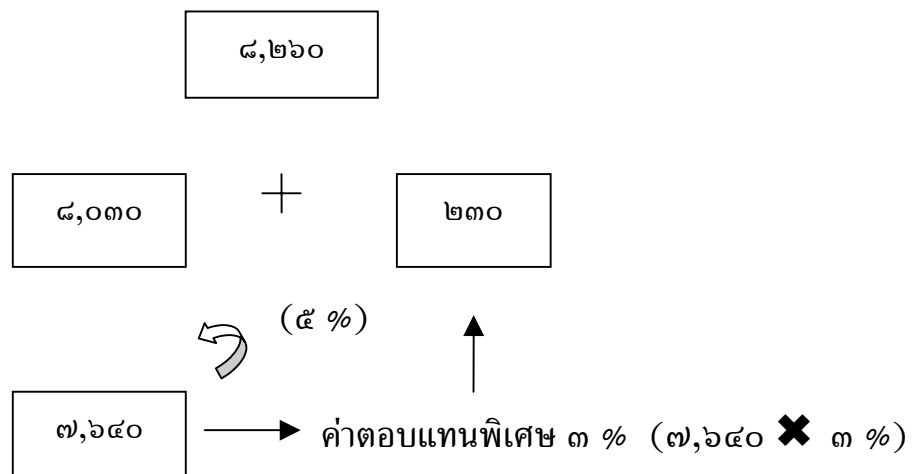 ๘,๒๖๐
๘,๐๓๐ + ๒๓๐
(๕ %)
๗,๖๔๐ ค่าตอบแทนพิเศษ ๓ % (๗,๖๔๐ ✖ ๓ %)